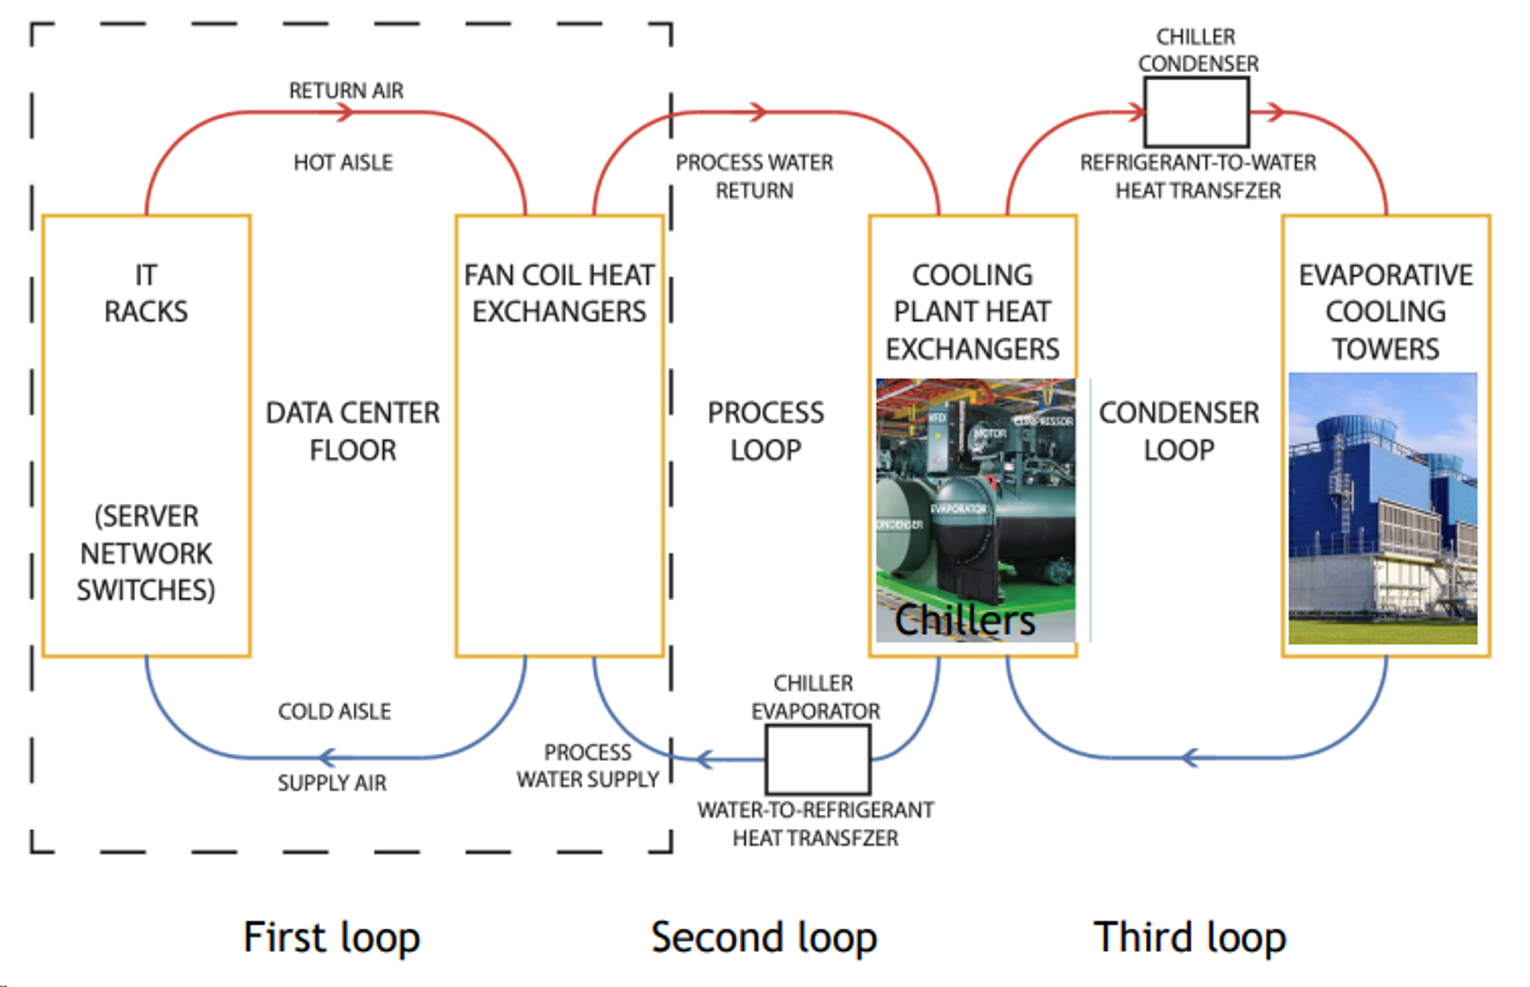 RETURN AIR
HOT AISLE
IT
RACKS
(SERVER
NETWORK
SWITCHES)
DATA CENTER
FLOOR
COLD AISLE
SUPPLY AIR
FAN COIL HEAT
EXCHANGERS
PROCESS WATER
RETURN
PROCESS
LOOP
PROCESS
WATER SUPPLY
CHILLER
EVAPORATOR
WATER-TO-REFRIGERANT
HEAT TRANSFZER
COOLING
PLANT HEAT
EXCHANGERS
VFD
MOTOR
COMPRESSOR
EVAPORATOR
ONDENSER
Chillers
CHILLER
CONDENSER
REFRIGERANT-TO-WATER
HEAT TRANSFZER
CONDENSER
LOOP
EVAPORATIVE
COOLING
TOWERS
First loop
Second loop
Third loop